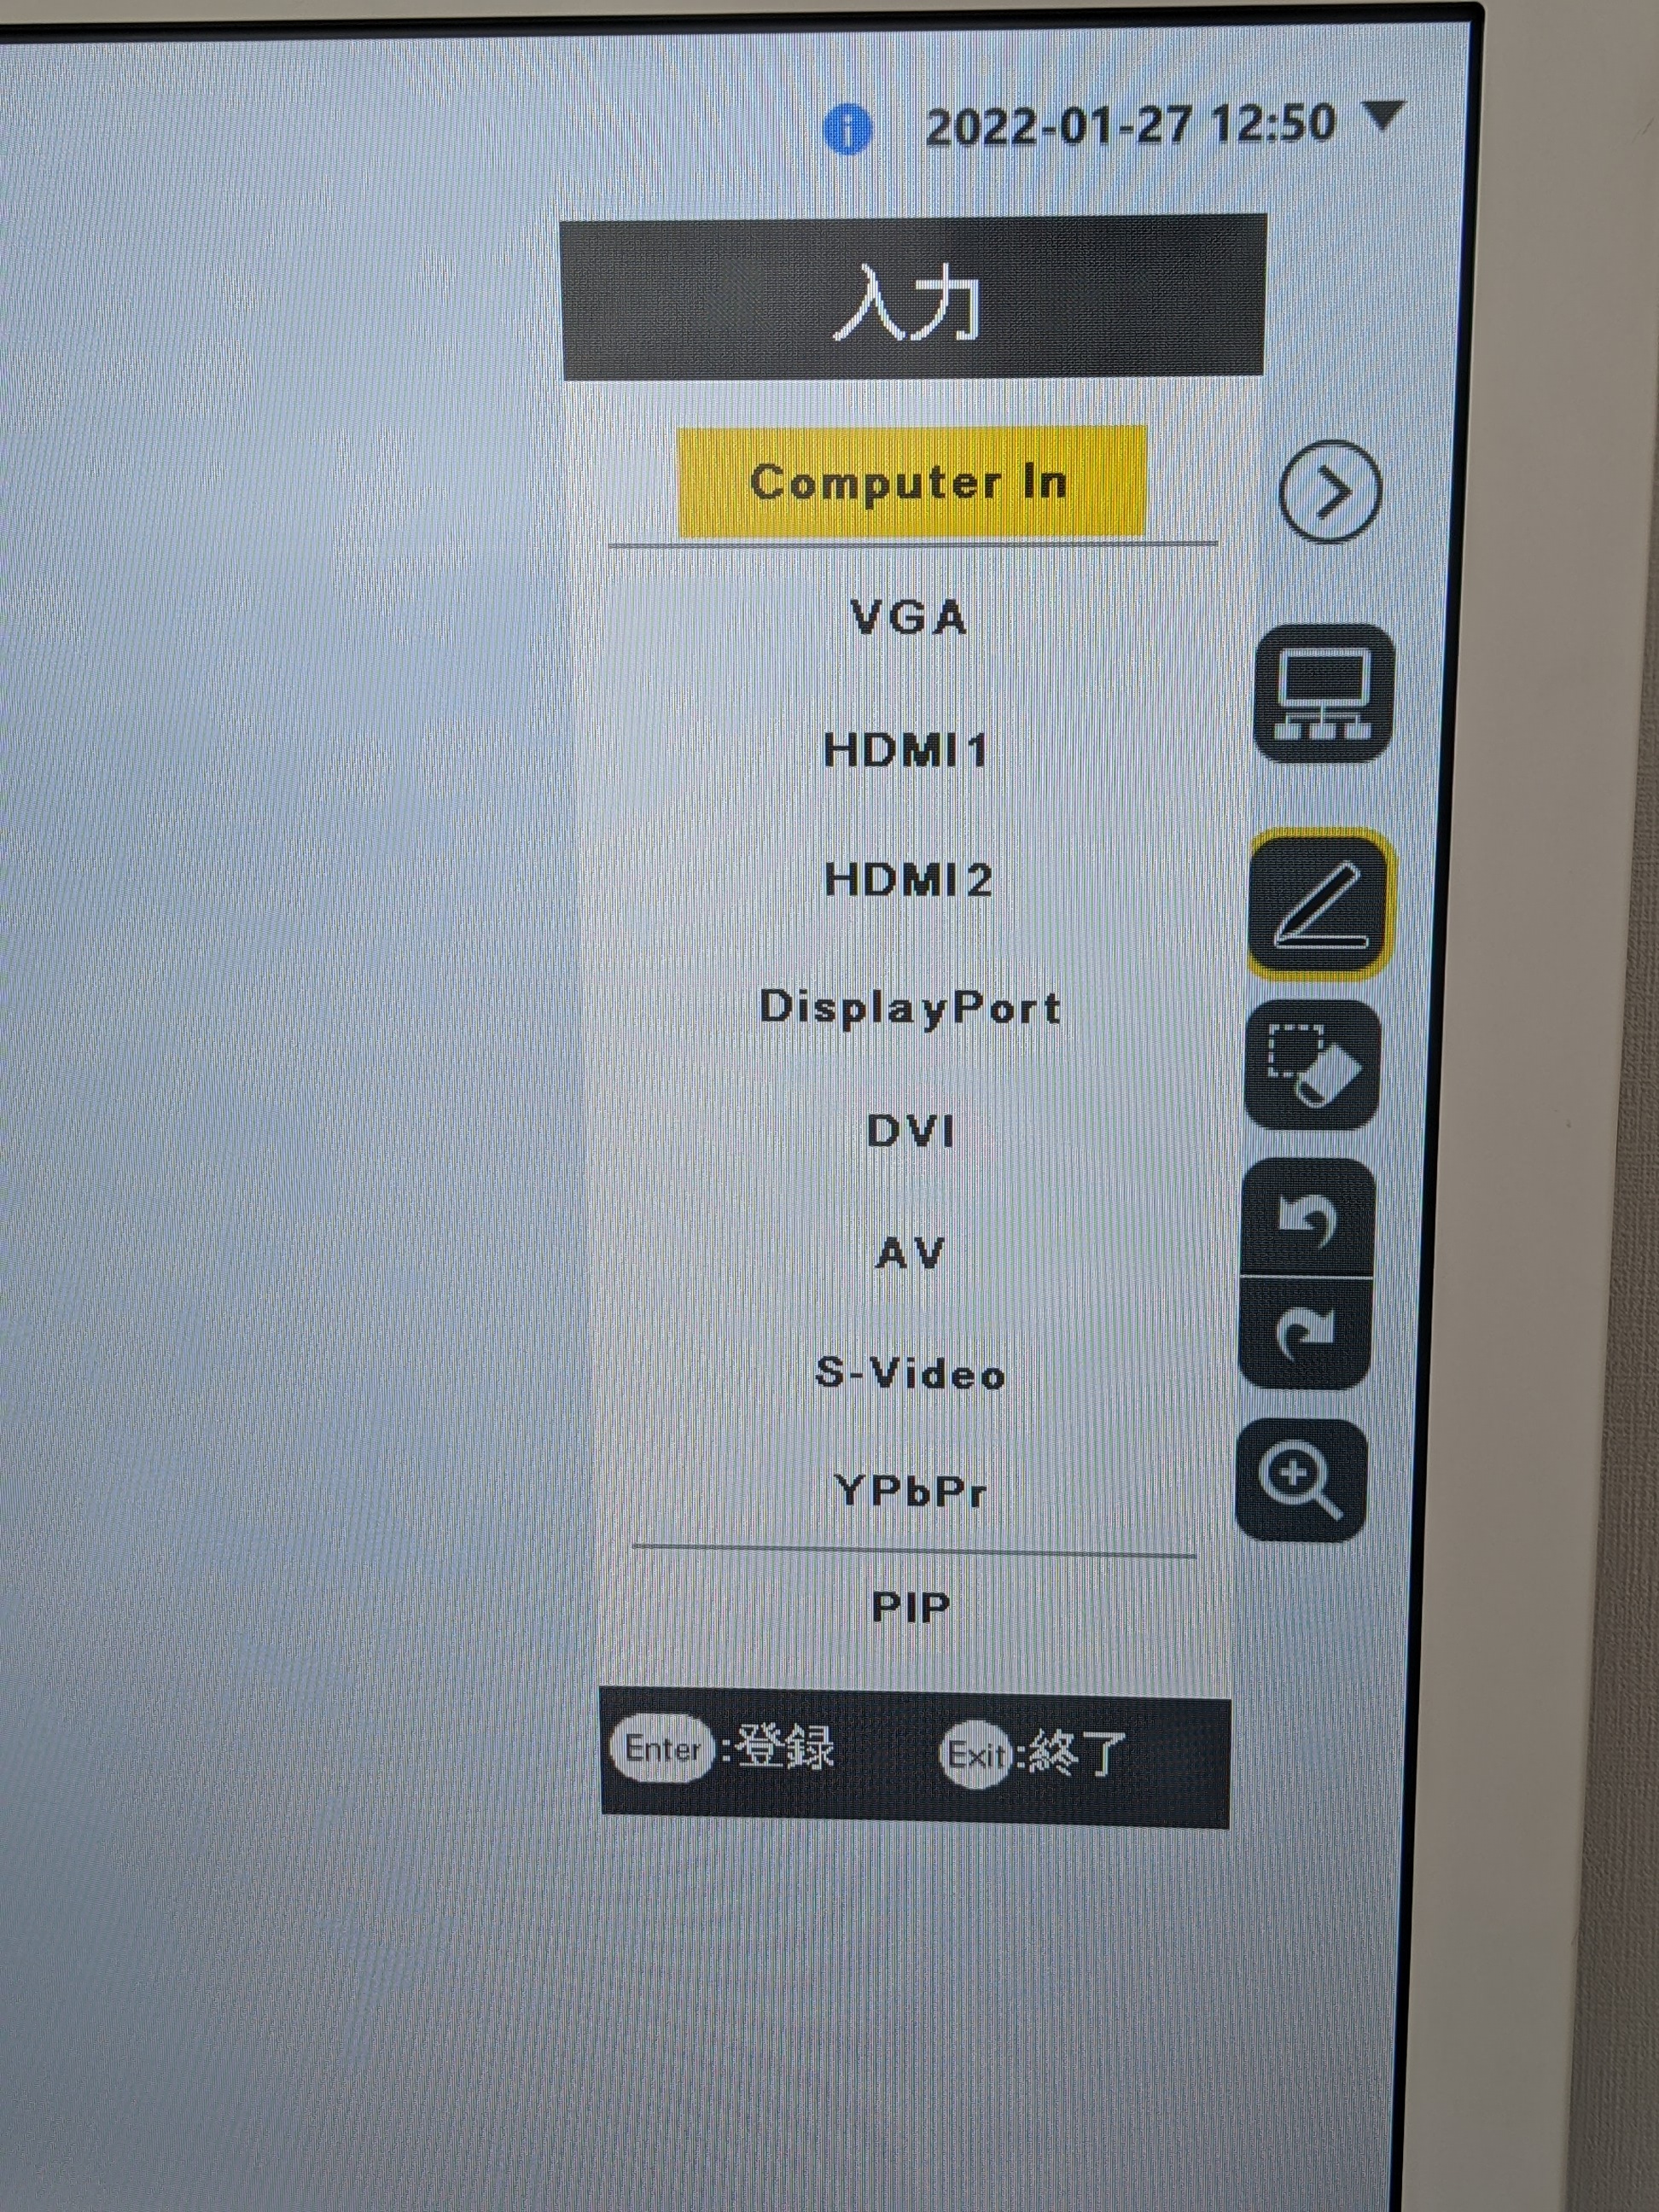 2022-01-27 12:50
入力
Computer In
VGA
HDMI1
HDMI2
DisplayPort
DVI
AV
S-Video
YPbPr
PIP
Enter:登録 Exit:終了